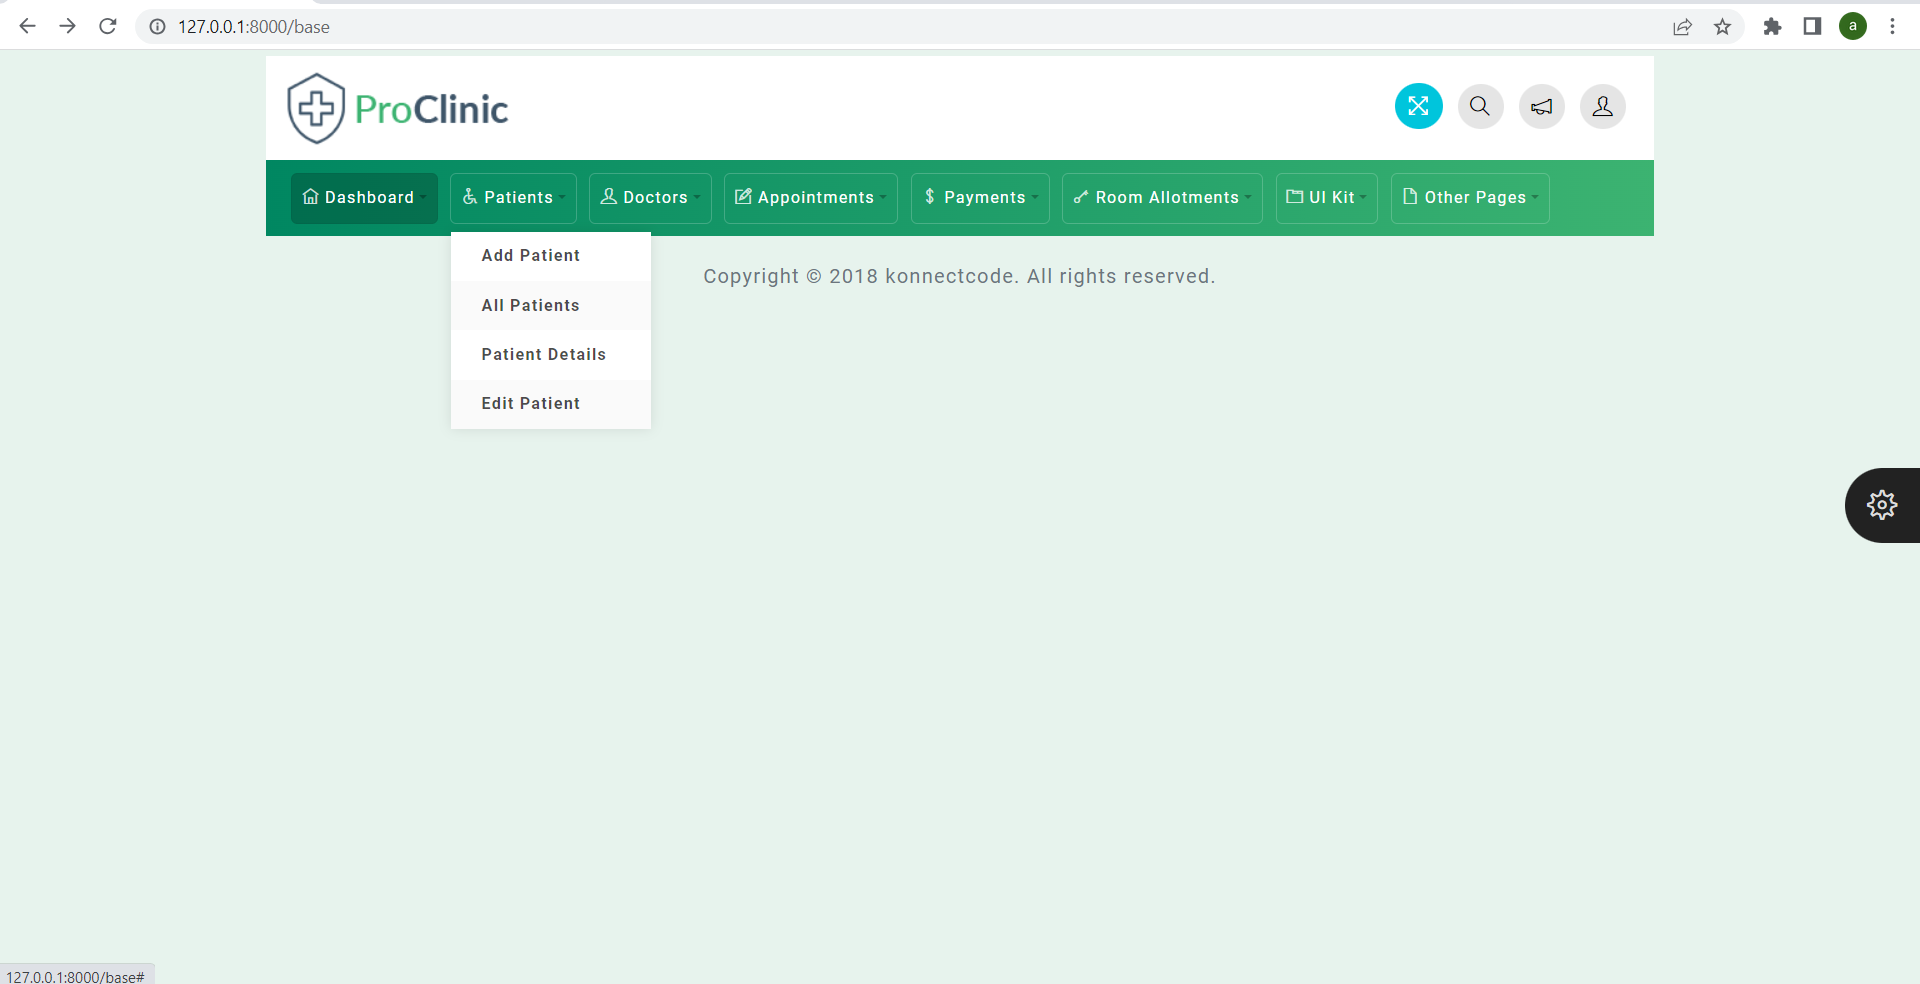 127.0.0.1:8000/base
a
ProClinic
Dashboard
Patients
Doctors
Appointments
Payments
Room Allotments
UI Kit
Other Pages
Add Patient
All Patients
Patient Details
Edit Patient
Copyright © 2018 konnectcode. All rights reserved.
127.0.0.1:8000/base#